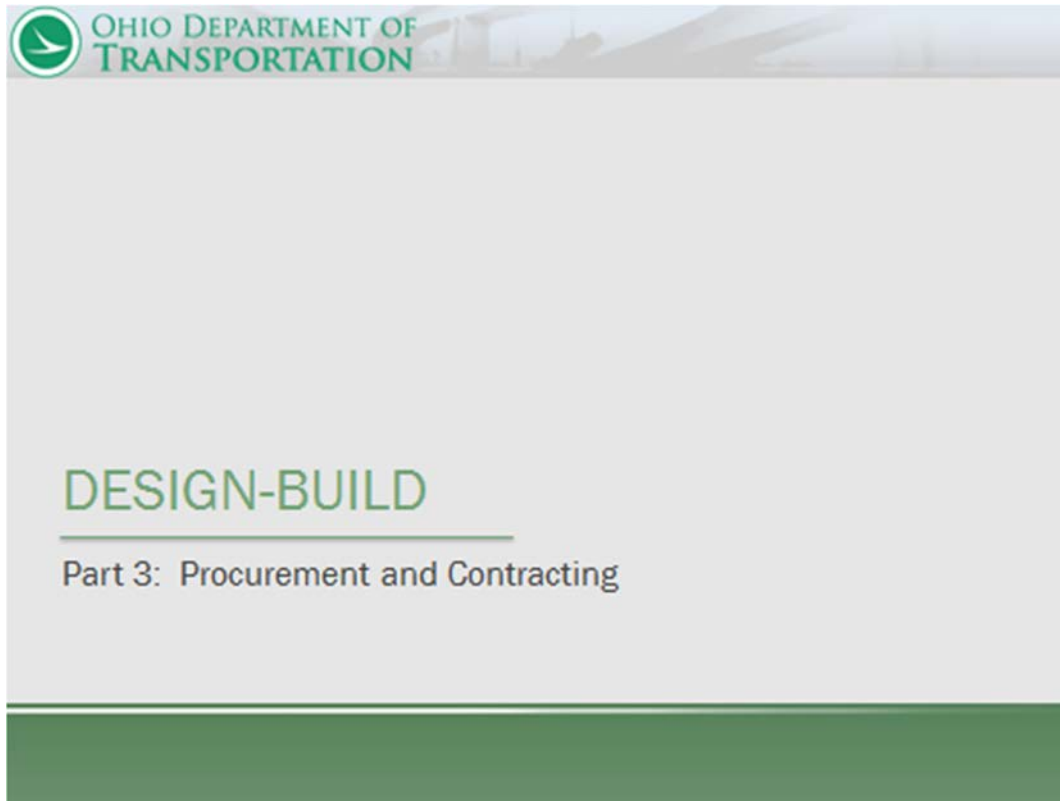 OHIO DEPARTMENT OF
TRANSPORTATION
DESIGN-BUILD
Part 3: Procurement and Contracting